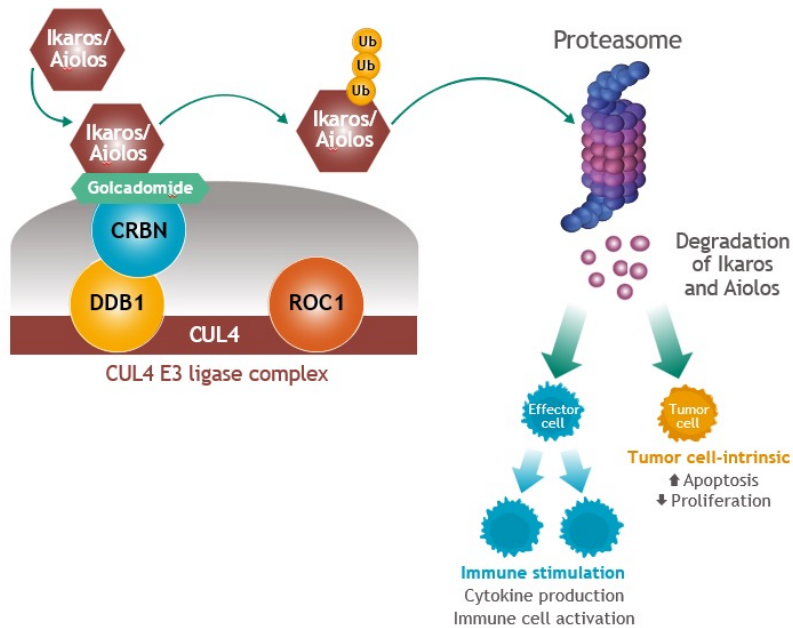 Ikaros/
Aiolos
Ikaros/
Aiolos
Golcadomide
CRBN
DDB1
ROC1
CUL4
CUL4 E3 ligase complex
Ub
Ub
Ub
Ikaros/
Aiolos
Proteasome
Degradation
of Ikaros
and Aiolos
Effector
cell
Immune stimulation
Cytokine production
Immune cell activation
Tumor
cell
Tumor cell-intrinsic
Apoptosis
Proliferation